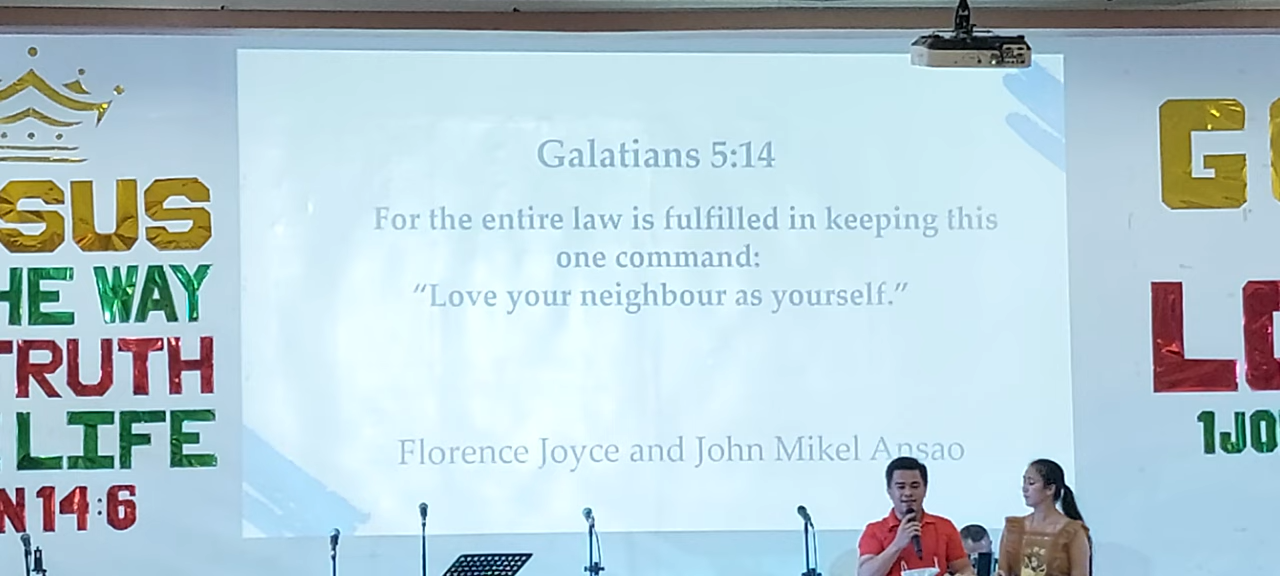 SUS
HE WAY
TRUTH
LIFE
N 14:6
Galatians 5:14
For the entire law is fulfilled in keeping this
one command:
“Love your neighbour as yourself.”
Florence Joyce and John Mikel Ansao
G
LO
1JO